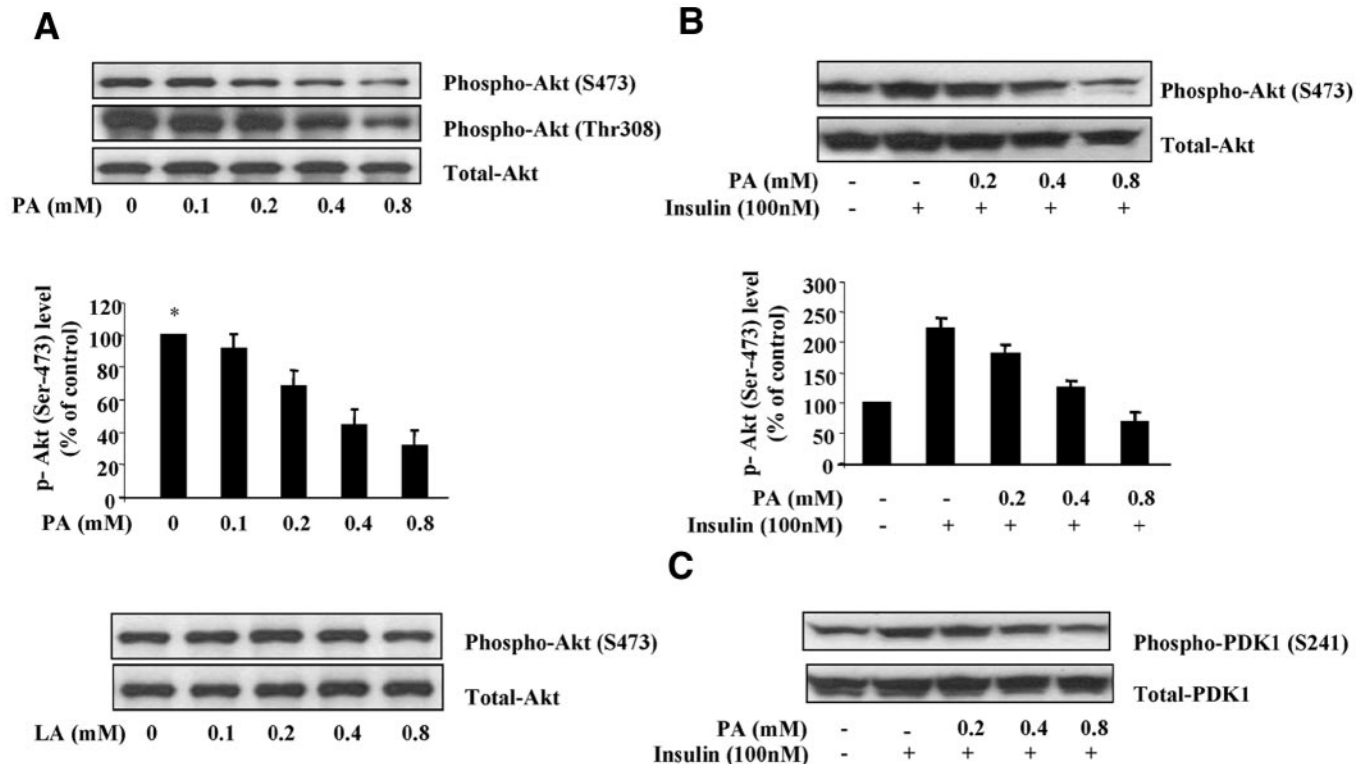 A
Phospho-Akt (S473)
Phospho-Akt (Thr308)
Total-Akt
PA (mM) 0 0.1 0.2 0.4 0.8
p- Akt (Ser-473) level
(% of control)
120
100
80
60
40
20
0
*
PA (mM) 0 0.1 0.2 0.4 0.8
Phospho-Akt (S473)
Total-Akt
LA (mM) 0 0.1 0.2 0.4 0.8
B
Phospho-Akt (S473)
Total-Akt
PA (mM) - - 0.2 0.4 0.8
Insulin (100nM) - + + + +
p- Akt (Ser-473) level
(% of control)
300
250
200
150
100
50
0
PA (mM) - - 0.2 0.4 0.8
Insulin (100nM) - + + + +
C
Phospho-PDK1 (S241)
Total-PDK1
PA (mM) - - 0.2 0.4 0.8
Insulin (100nM) - + + + +